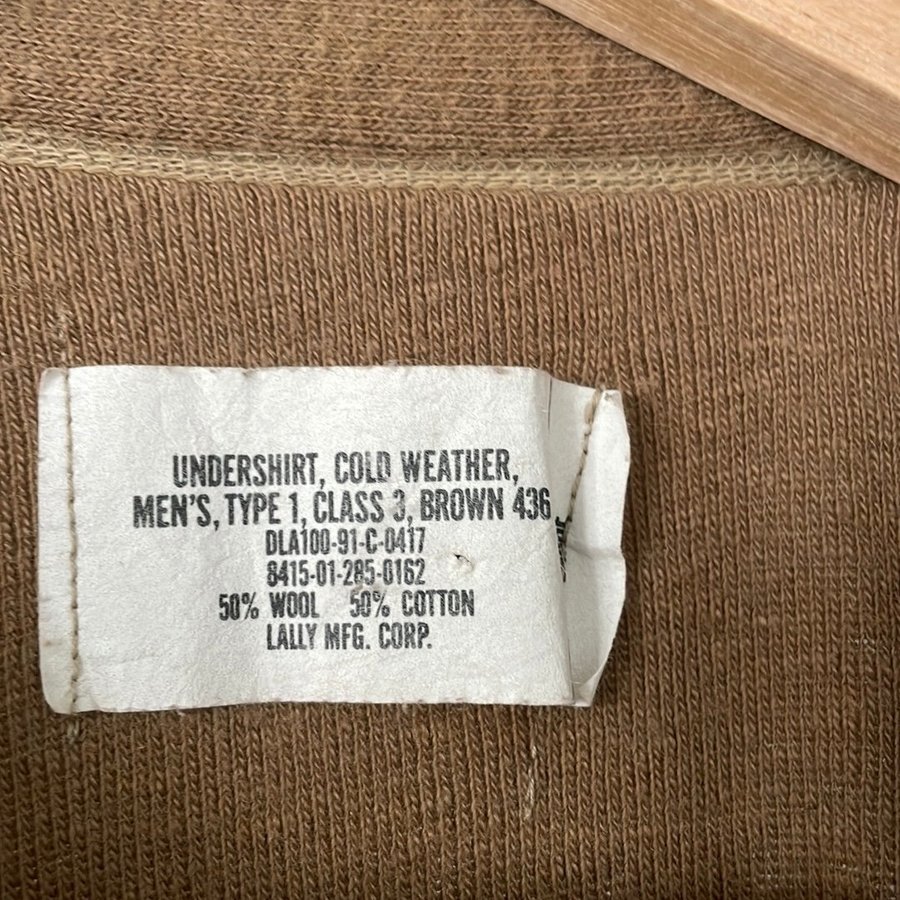 UNDERSHIRT, COLD WEATHER,
MEN'S, TYPE 1, CLASS 3, BROWN 436
DLA100-91-C-0417
8415-01-285-0162
50% WOOL 50% COTTON
LALLY MFG. CORP.